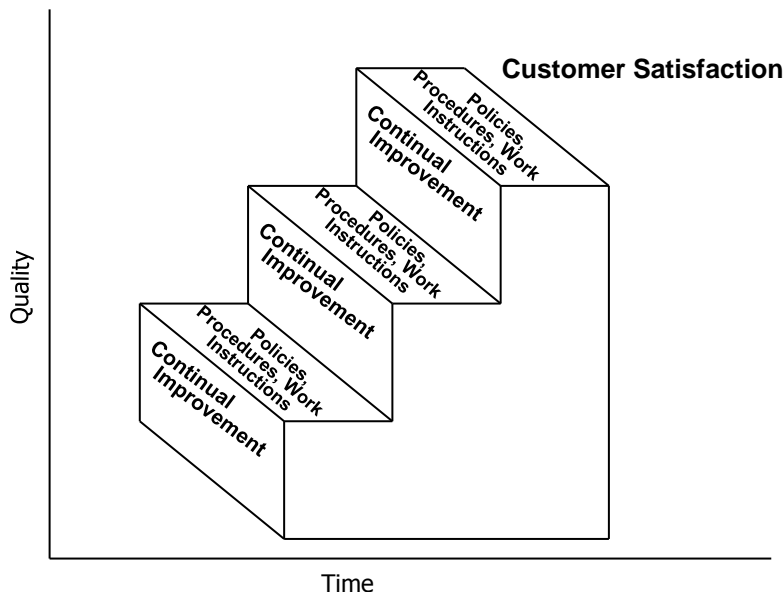 Customer Satisfaction
Policies,
Procedures, Work
Instructions
Continual
Improvement
Policies,
Procedures, Work
Instructions
Continual
Improvement
Policies,
Procedures, Work
Instructions
Continual
Improvement
Quality
Time